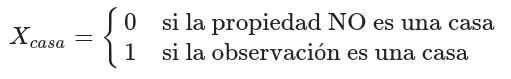 X_casa = { 0 si la propiedad NO es una casa
1 si la observación es una casa